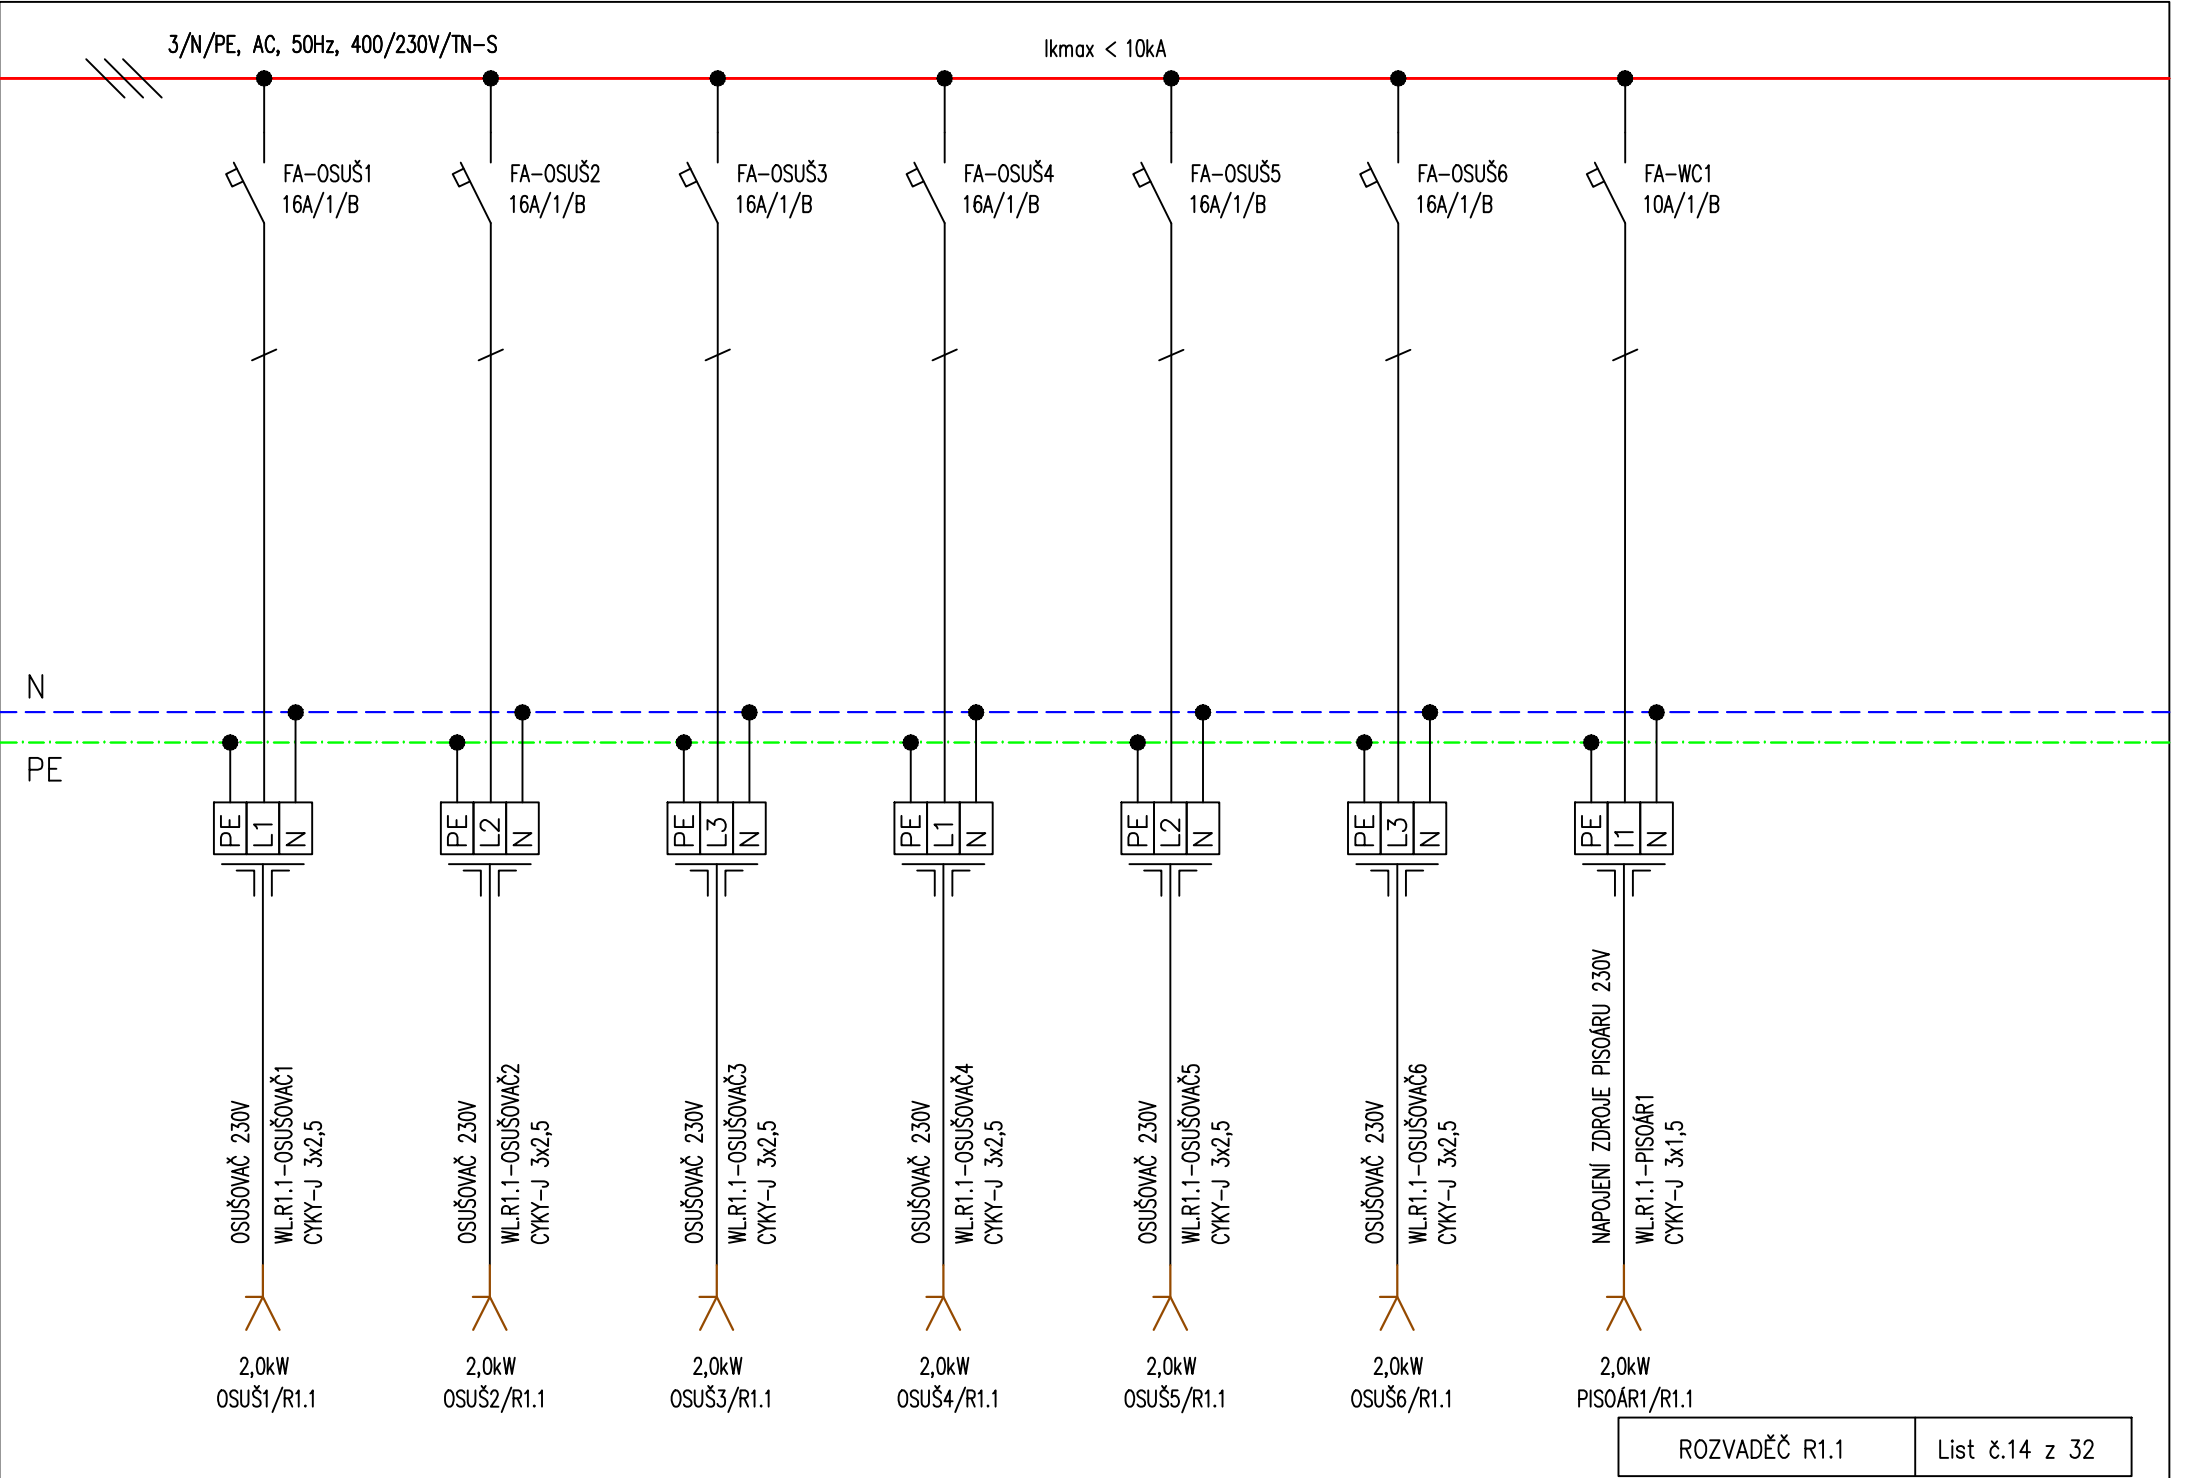 3/N/PE, AC, 50Hz, 400/230V/TN-S
Ikmax < 10kA
FA-OSUŠ1
16A/1/B
FA-OSUŠ2
16A/1/B
FA-OSUŠ3
16A/1/B
FA-OSUŠ4
16A/1/B
FA-OSUŠ5
16A/1/B
FA-OSUŠ6
16A/1/B
FA-WC1
10A/1/B
N
PE
PE L1 N
PE L2 N
PE L3 N
PE L1 N
PE L2 N
PE L3 N
PE l1 N
OSUŠOVAČ 230V
WL.R1.1-OSUŠOVAČ1
CYKY-J 3x2,5
OSUŠOVAČ 230V
WL.R1.1-OSUŠOVAČ2
CYKY-J 3x2,5
OSUŠOVAČ 230V
WL.R1.1-OSUŠOVAČ3
CYKY-J 3x2,5
OSUŠOVAČ 230V
WL.R1.1-OSUŠOVAČ4
CYKY-J 3x2,5
OSUŠOVAČ 230V
WL.R1.1-OSUŠOVAČ5
CYKY-J 3x2,5
OSUŠOVAČ 230V
WL.R1.1-OSUŠOVAČ6
CYKY-J 3x2,5
NAPOJENÍ ZDROJE PISOÁRU 230V
WL.R1.1-PISOÁR1
CYKY-J 3x1,5
2,0kW
OSUŠ1/R1.1
2,0kW
OSUŠ2/R1.1
2,0kW
OSUŠ3/R1.1
2,0kW
OSUŠ4/R1.1
2,0kW
OSUŠ5/R1.1
2,0kW
OSUŠ6/R1.1
2,0kW
PISOÁR1/R1.1
ROZVADĚČ R1.1
List č.14 z 32